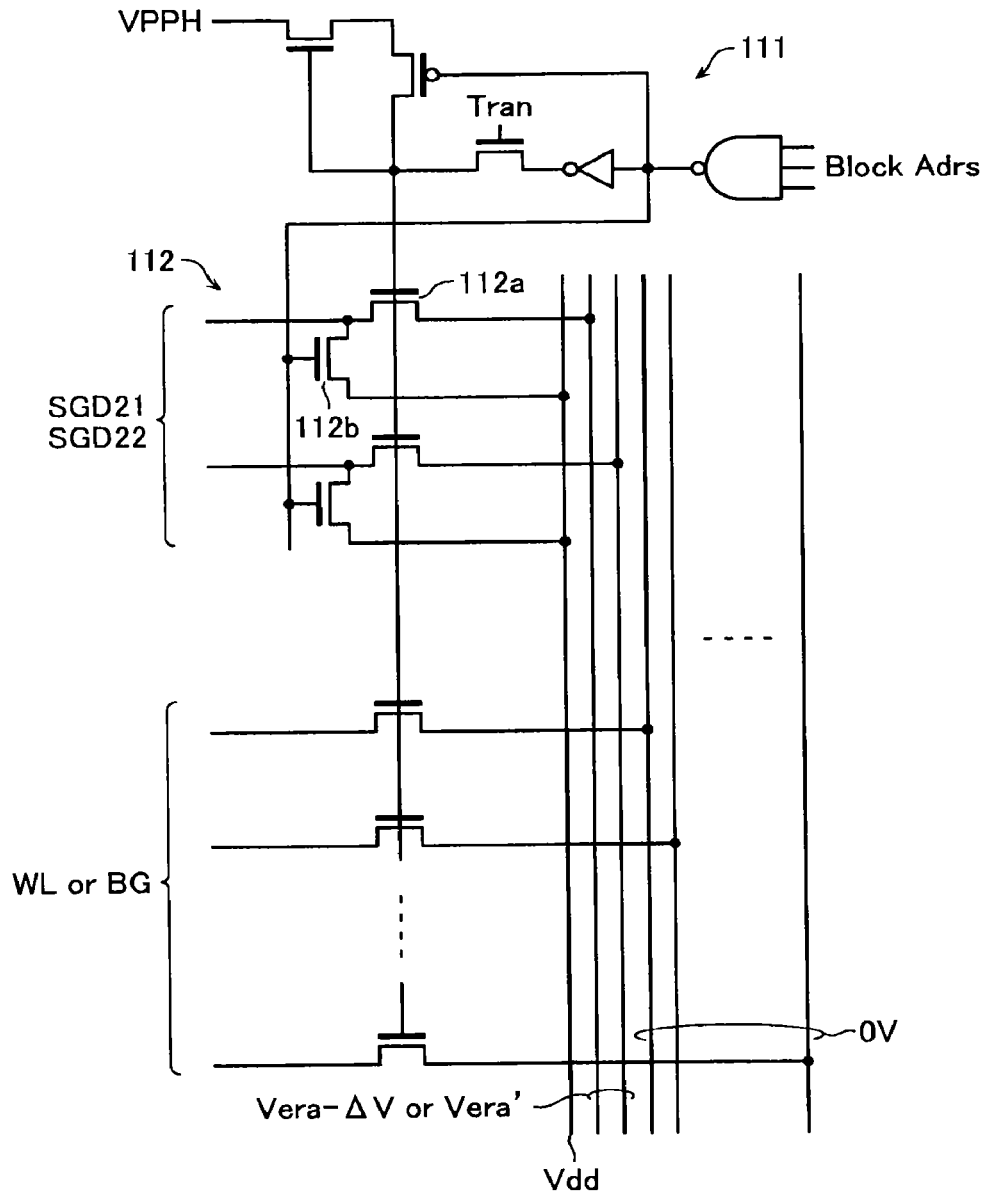 VPPH
111
Tran
Block Adrs
112
112a
SGD21
SGD22
112b
WL or BG
0V
Vera-ΔV or Vera’
Vdd